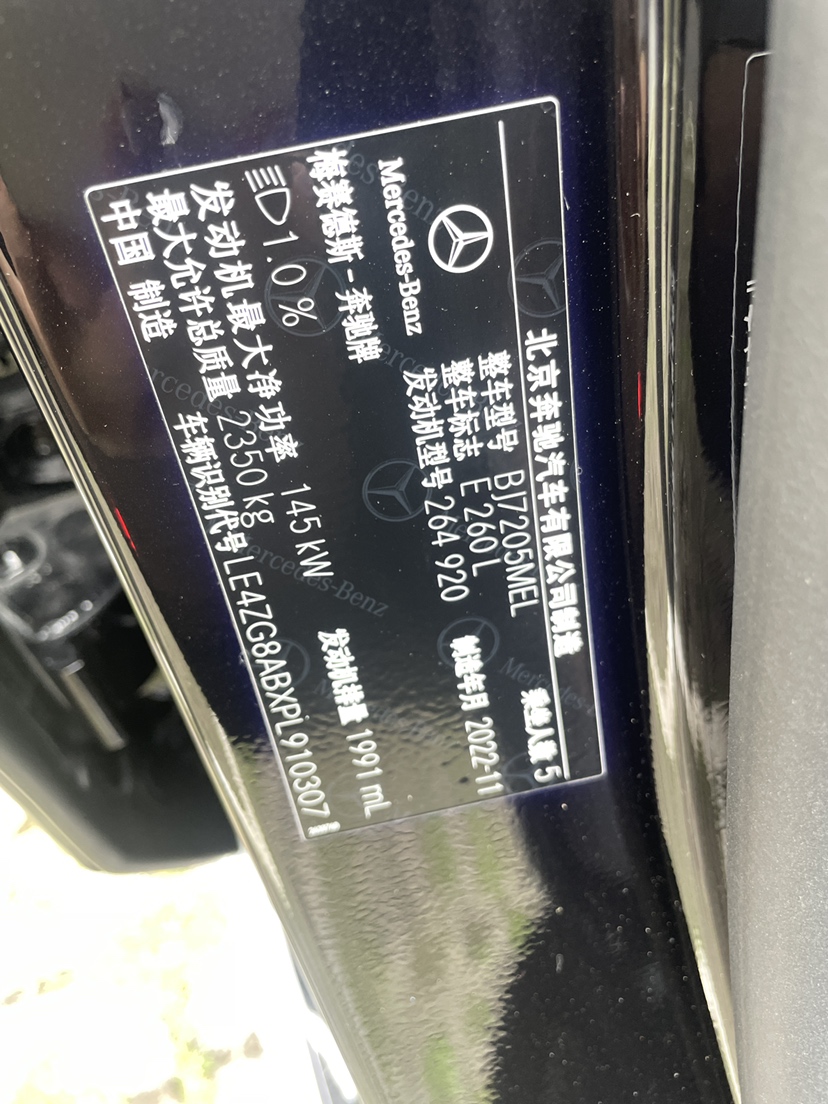 北京奔驰汽车有限公司制造 乘坐人数 5
Mercedes-Benz
整车型号 BJ7205MEL
整车标志 E 260 L
制造年月 2022-11
发动机型号 264 920
梅赛德斯-奔驰牌
1.0 %
发动机排量 1991 mL
发动机最大净功率 145 kW
最大允许总质量 2350 kg
中国 制造
车辆识别代号 LE4ZG8ABXPL910307